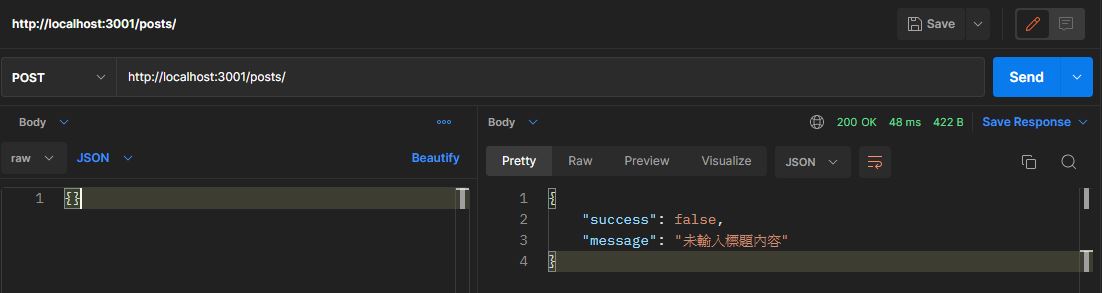 http://localhost:3001/posts/
Save
POST
http://localhost:3001/posts/
Send
Body
raw
JSON
Beautify
1
{}
Body
200 OK
48 ms
422 B
Save Response
Pretty
Raw
Preview
Visualize
JSON
1
{
2
"success": false,
3
"message": "未輸入標題內容"
4
}